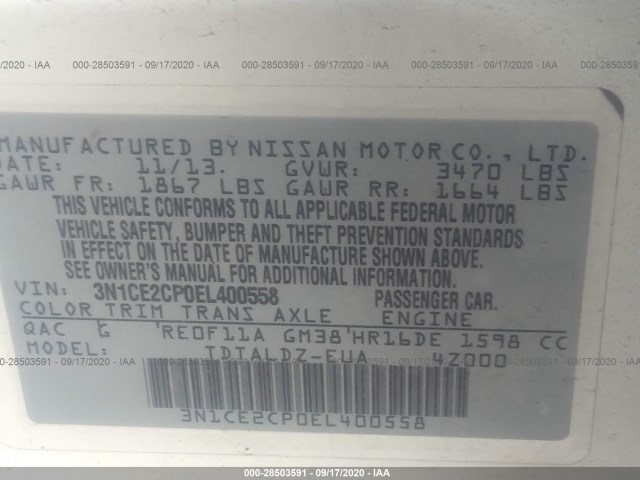 /2020 - IAA 000-28503591 - 09/17/2020 - IAA 000-28503591 - 09/17/2020 - IAA 000-
MANUFACTURED BY NISSAN MOTOR CO., LTD.
DATE: 11/13. GVWR: 3470 LBS
GAWR FR: 1867 LBS GAWR RR: 1664 LBS
THIS VEHICLE CONFORMS TO ALL APPLICABLE FEDERAL MOTOR
VEHICLE SAFETY, BUMPER AND THEFT PREVENTION STANDARDS
IN EFFECT ON THE DATE OF MANUFACTURE SHOWN ABOVE.
SEE OWNER'S MANUAL FOR ADDITIONAL INFORMATION.
VIN: 3N1CE2CP0EL400558 PASSENGER CAR.
COLOR TRIM TRANS AXLE ENGINE
QAC G 'RE0F11A GM38'HR16DE 1598 CC
MODEL: TDTALDZ-EUA 4Z000
/2020 - IAA 000-28503591 - 09/17/2020 - IAA 000-28503591 - 09/17/2020 - IAA 000-
3N1CE2CP0EL400558
000-28503591 - 09/17/2020 - IAA